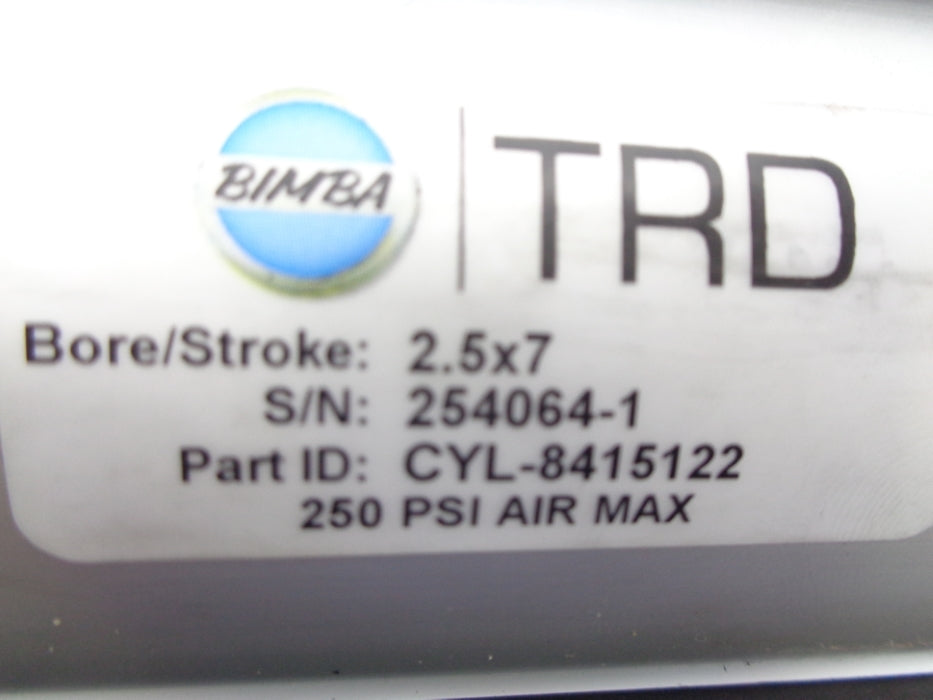 BIMBA TRD
Bore/Stroke: 2.5x7
S/N: 254064-1
Part ID: CYL-8415122
250 PSI AIR MAX